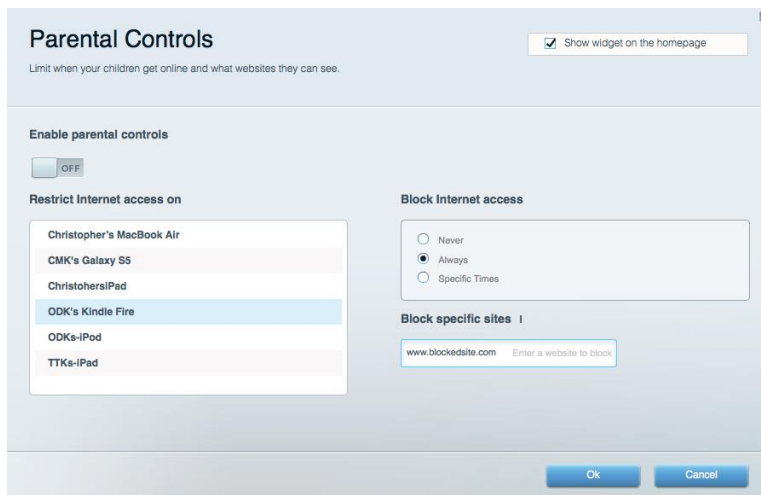 Parental Controls
Show widget on the homepage
Limit when your children get online and what websites they can see.
Enable parental controls
OFF
Restrict Internet access on
Christopher's MacBook Air
CMK's Galaxy S5
ChristohersiPad
ODK's Kindle Fire
ODKs-iPod
TTKs-iPad
Block Internet access
Never
Always
Specific Times
Block specific sites I
www.blockedsite.com Enter a website to block
Ok Cancel